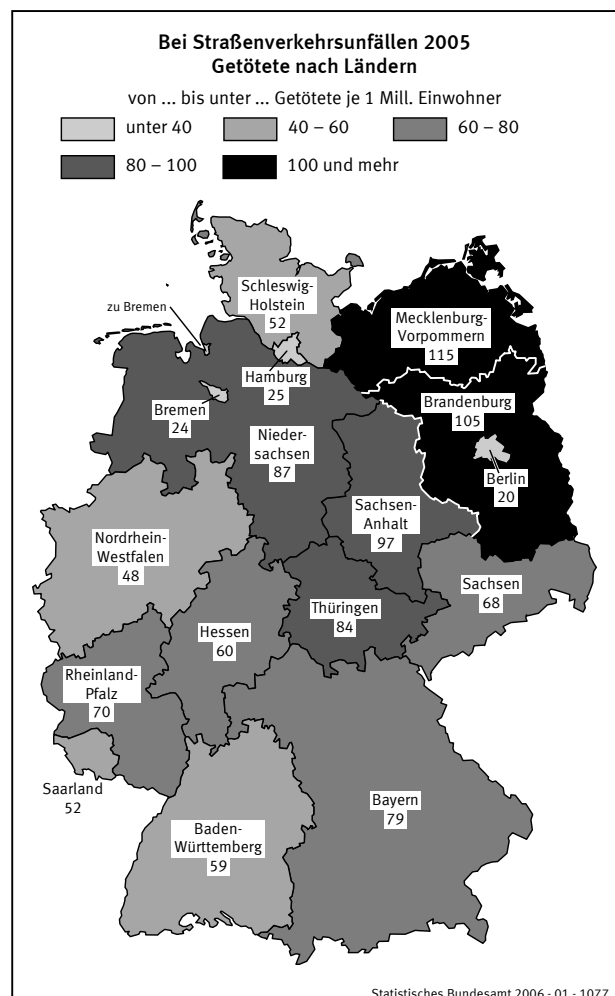 Bei Straßenverkehrsunfällen 2005
Getötete nach Ländern
von ... bis unter ... Getötete je 1 Mill. Einwohner
unter 40
40 – 60
60 – 80
80 – 100
100 und mehr
Schleswig-
Holstein
52
zu Bremen
Mecklenburg-
Vorpommern
115
Hamburg
25
Bremen
24
Brandenburg
105
Nieder-
sachsen
87
Berlin
20
Sachsen-
Anhalt
97
Nordrhein-
Westfalen
48
Sachsen
68
Thüringen
84
Hessen
60
Rheinland-
Pfalz
70
Saarland
52
Bayern
79
Baden-
Württemberg
59
Statistisches Bundesamt 2006 - 01 - 1077